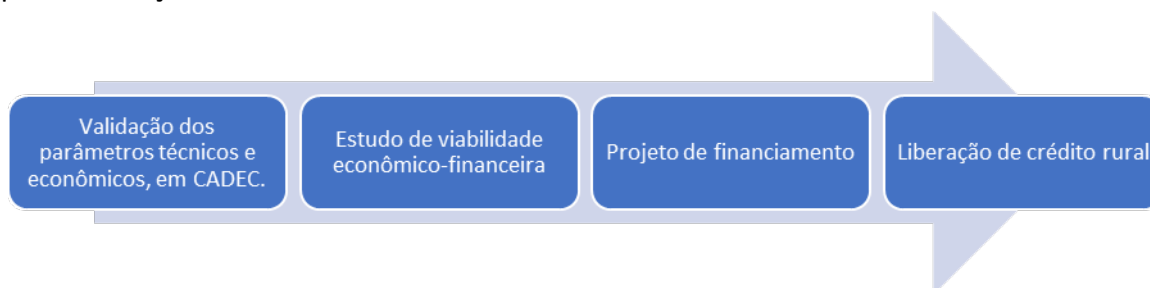 Validação dos
parâmetros técnicos e
econômicos, em CADEC.
Estudo de viabilidade
econômico-financeira
Projeto de financiamento
Liberação de crédito rural